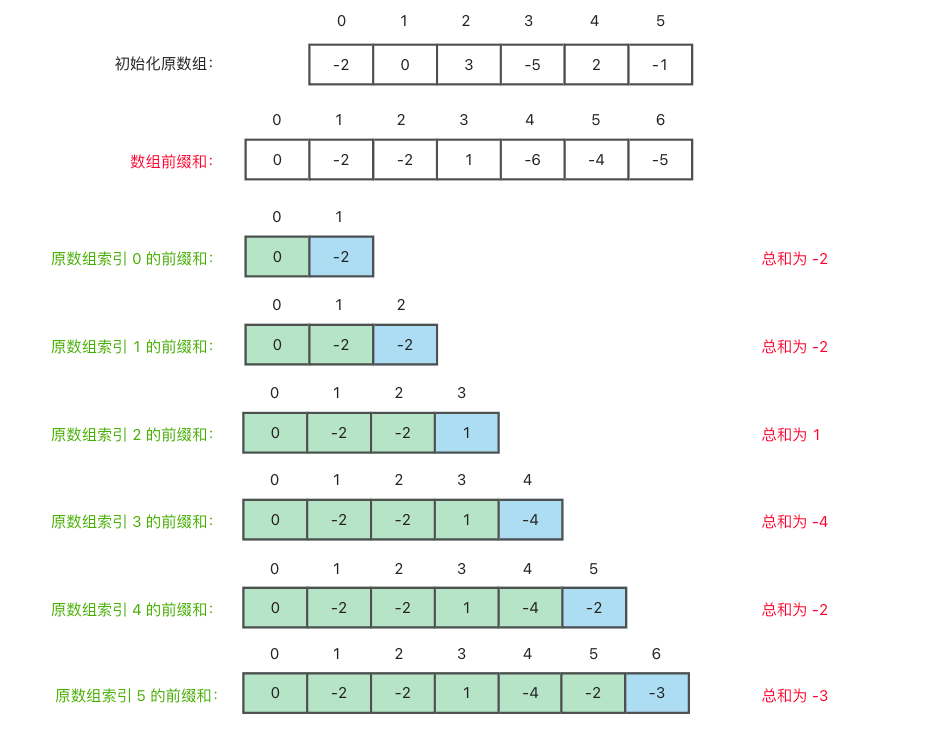 0 1 2 3 4 5
初始化原数组: -2 0 3 -5 2 -1
0 1 2 3 4 5 6
数组前缀和: 0 -2 -2 1 -6 -4 -5
0 1
原数组索引 0 的前缀和: 0 -2 总和为 -2
0 1 2
原数组索引 1 的前缀和: 0 -2 -2 总和为 -2
0 1 2 3
原数组索引 2 的前缀和: 0 -2 -2 1 总和为 1
0 1 2 3 4
原数组索引 3 的前缀和: 0 -2 -2 1 -4 总和为 -4
0 1 2 3 4 5
原数组索引 4 的前缀和: 0 -2 -2 1 -4 -2 总和为 -2
0 1 2 3 4 5 6
原数组索引 5 的前缀和: 0 -2 -2 1 -4 -2 -3 总和为 -3